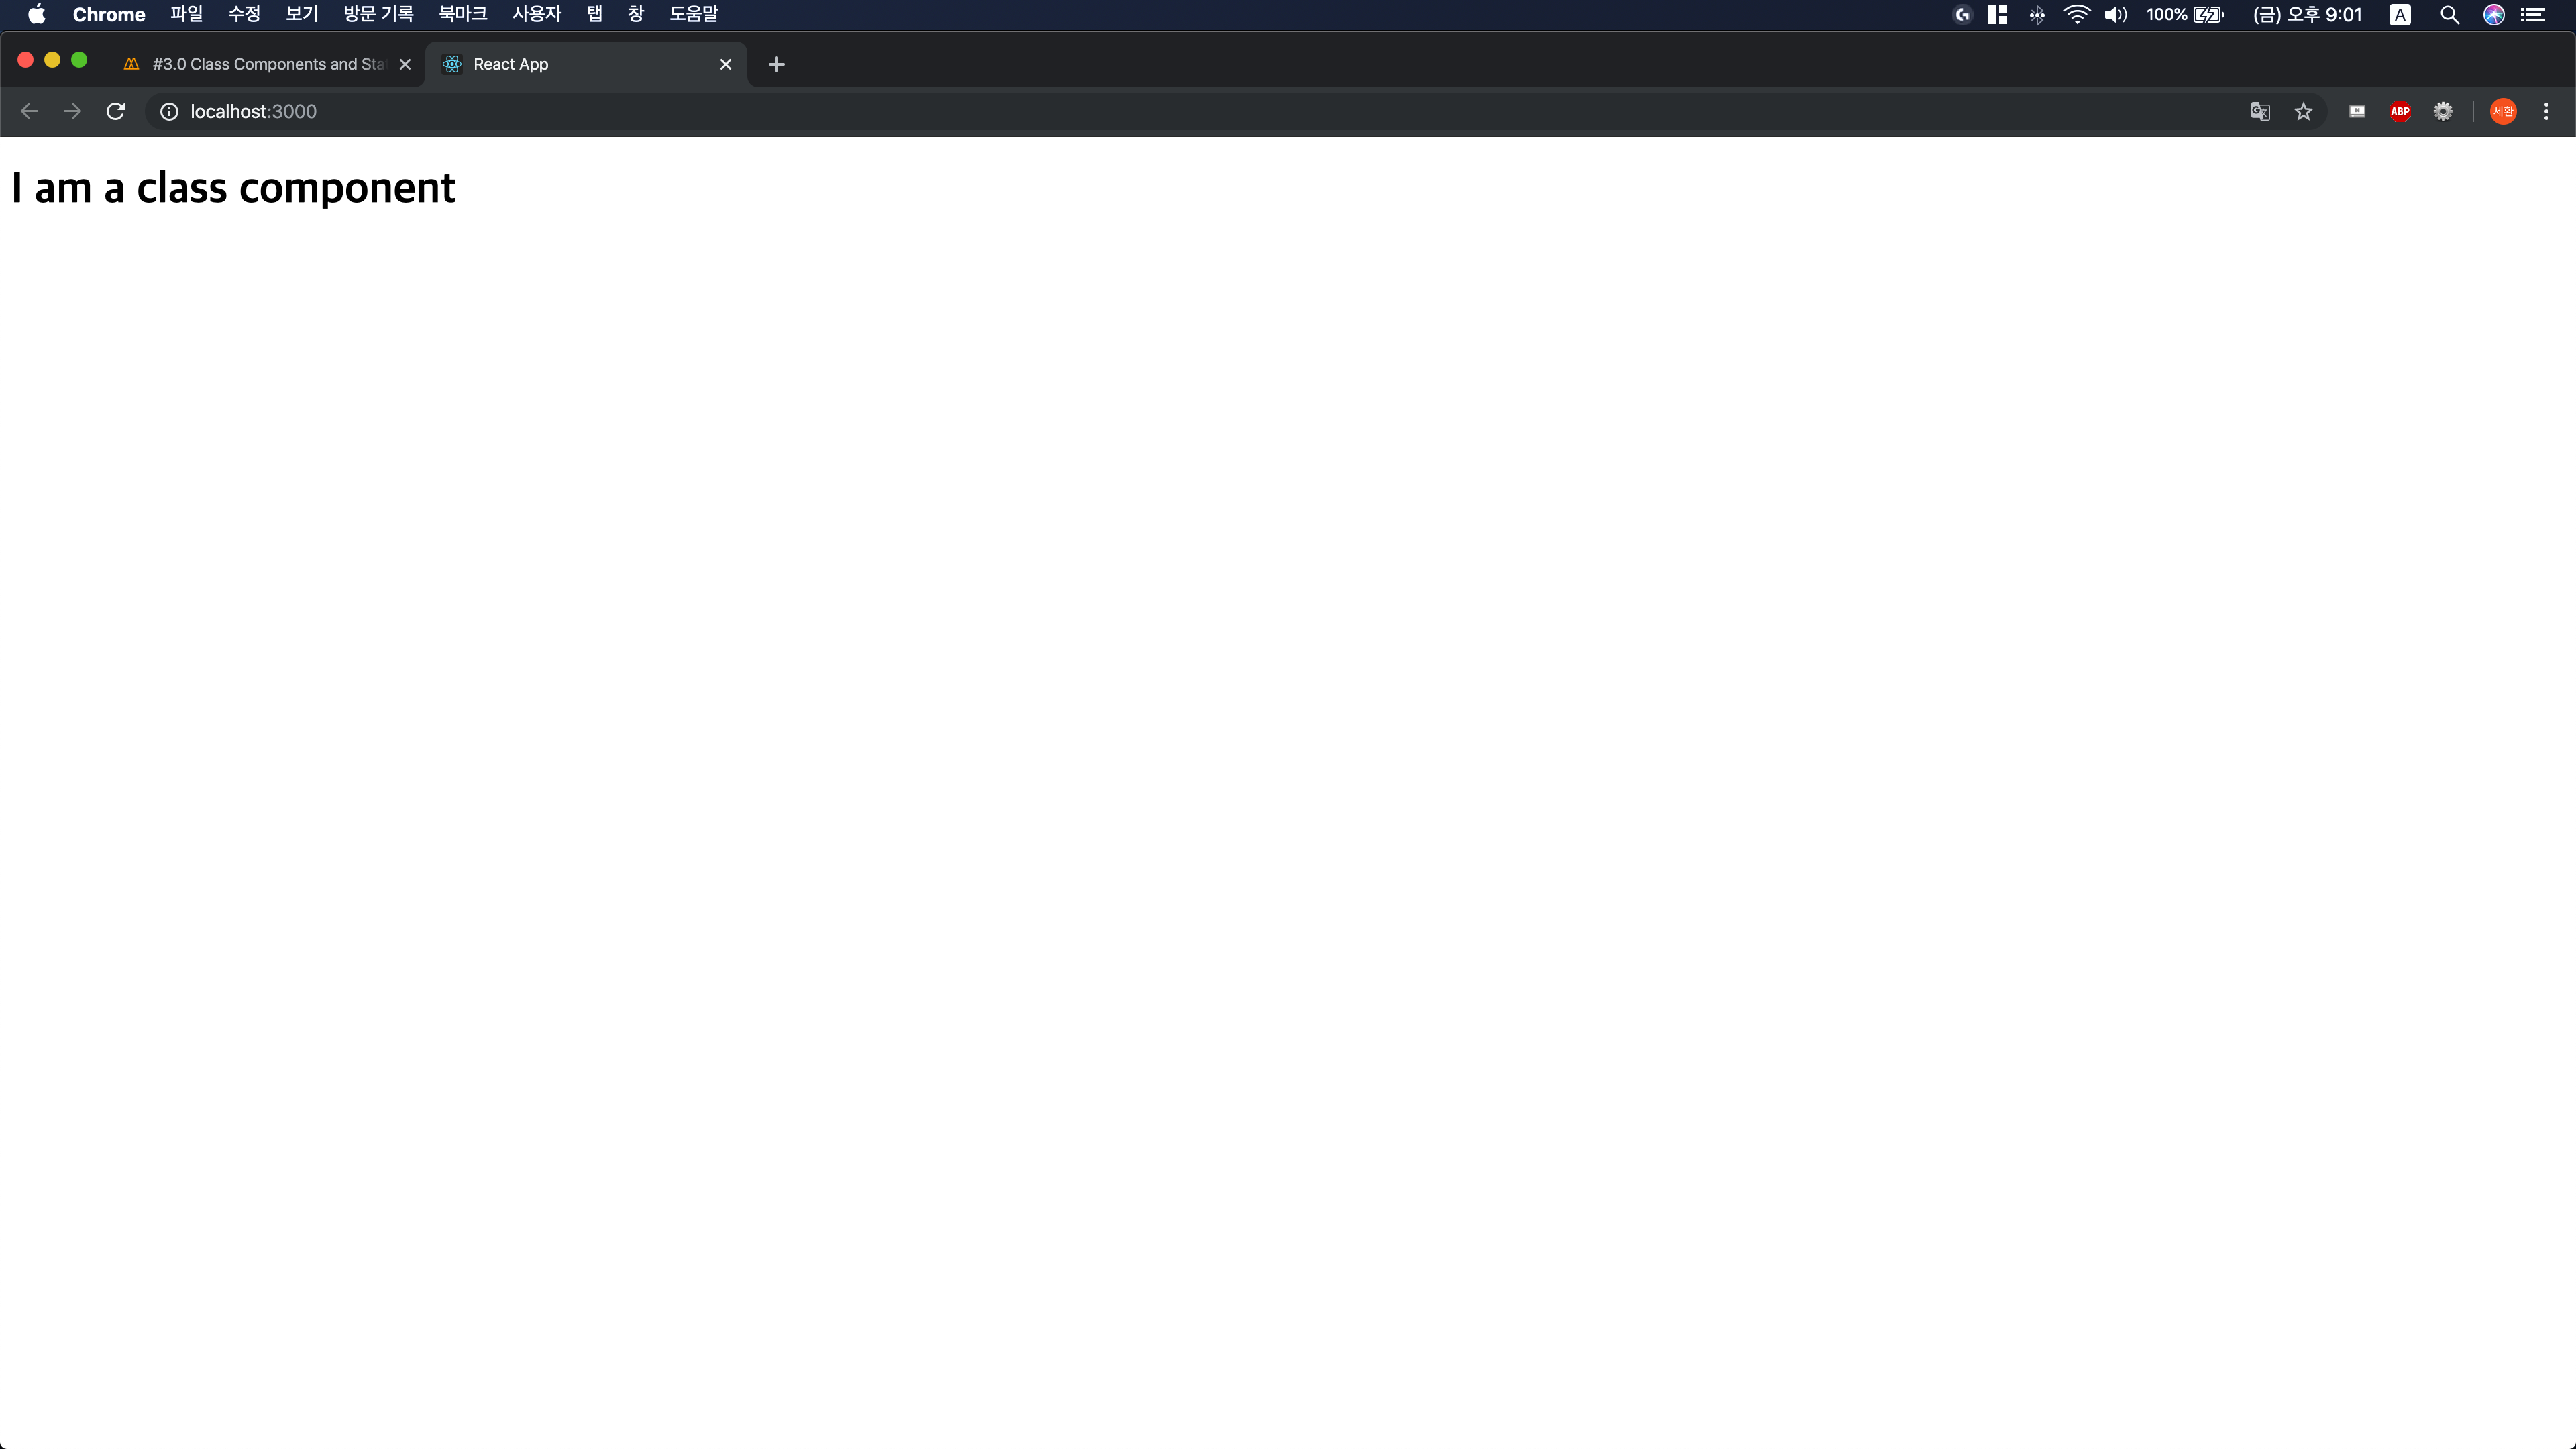 Chrome 파일 수정 보기 방문 기록 북마크 사용자 탭 창 도움말 100% (금) 오후 9:01 A
#3.0 Class Components and Sta React App
localhost:3000 ABP 세환
I am a class component